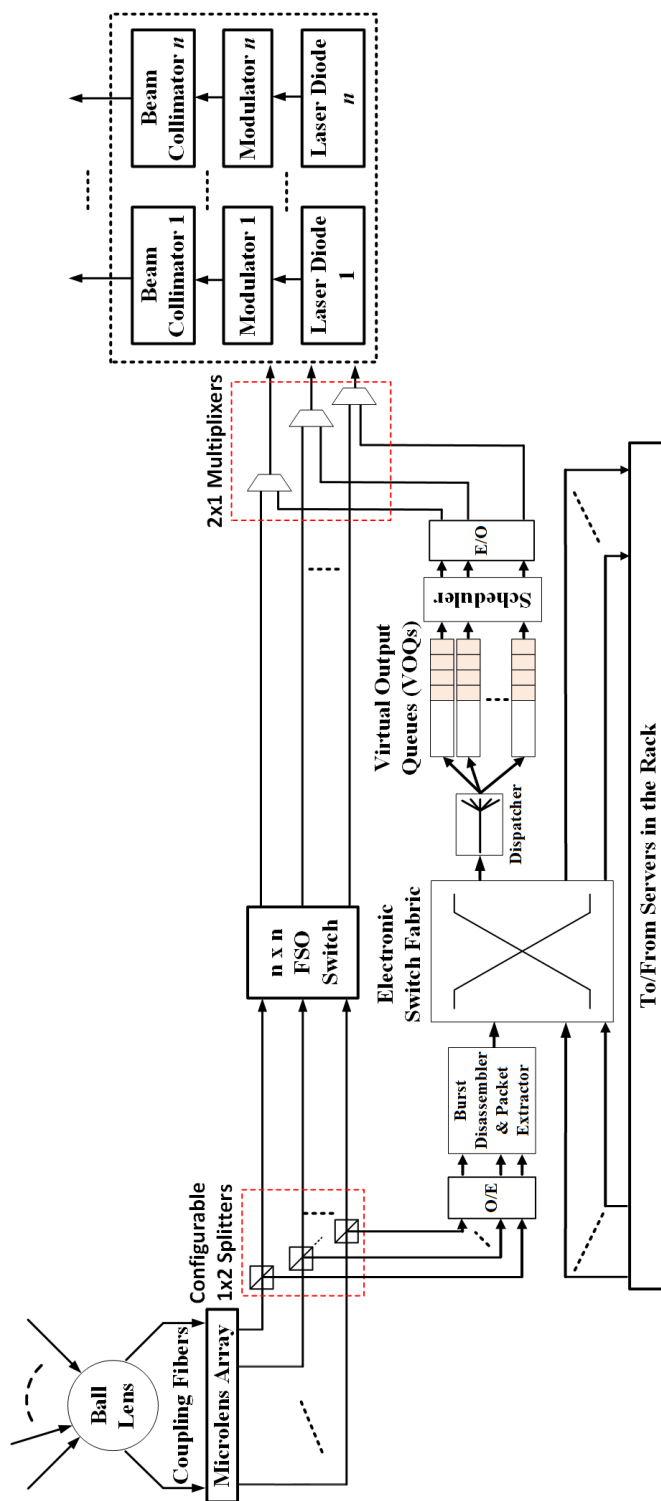 Ball
Lens
Coupling Fibers
Microlens Array
Configurable
1x2 Splitters
n x n
FSO
Switch
2x1 Multiplixers
Beam
Collimator 1
Modulator 1
Laser Diode
1
Beam
Collimator n
Modulator n
Laser Diode
n
O/E
Burst
Disassembler
& Packet
Extractor
Electronic
Switch Fabric
Dispatcher
Virtual Output
Queues (VOQs)
Scheduler
E/O
To/From Servers in the Rack